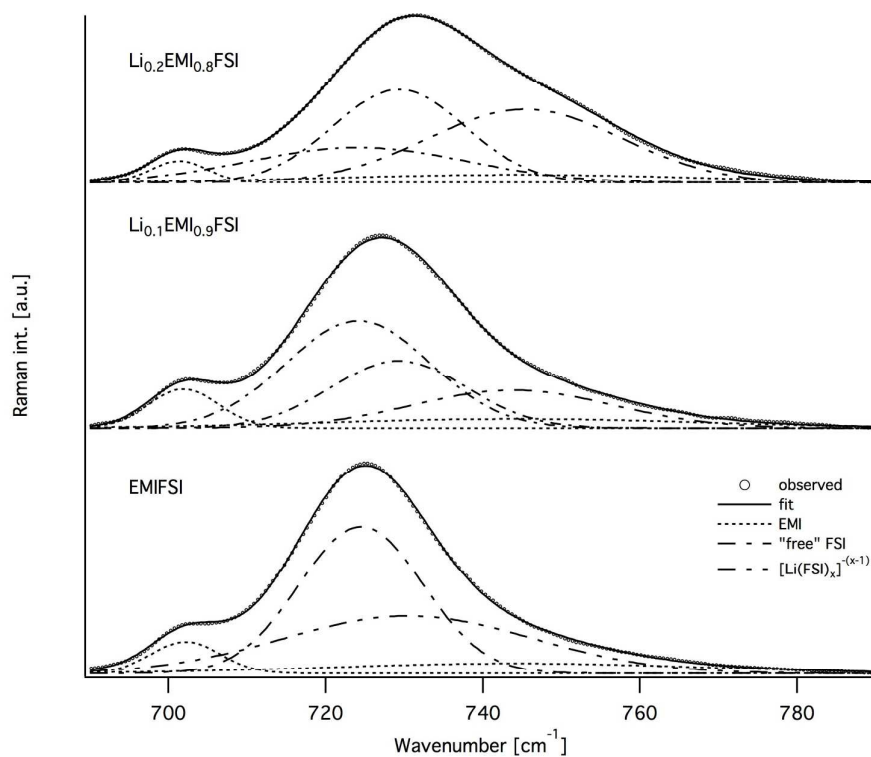 Li0.2EMI0.8FSI
Li0.1EMI0.9FSI
Raman int. [a.u.]
EMIFSI
observed
fit
EMI
"free" FSI
[Li(FSI)x]-(x-1)
700 720 740 760 780
Wavenumber [cm-1]